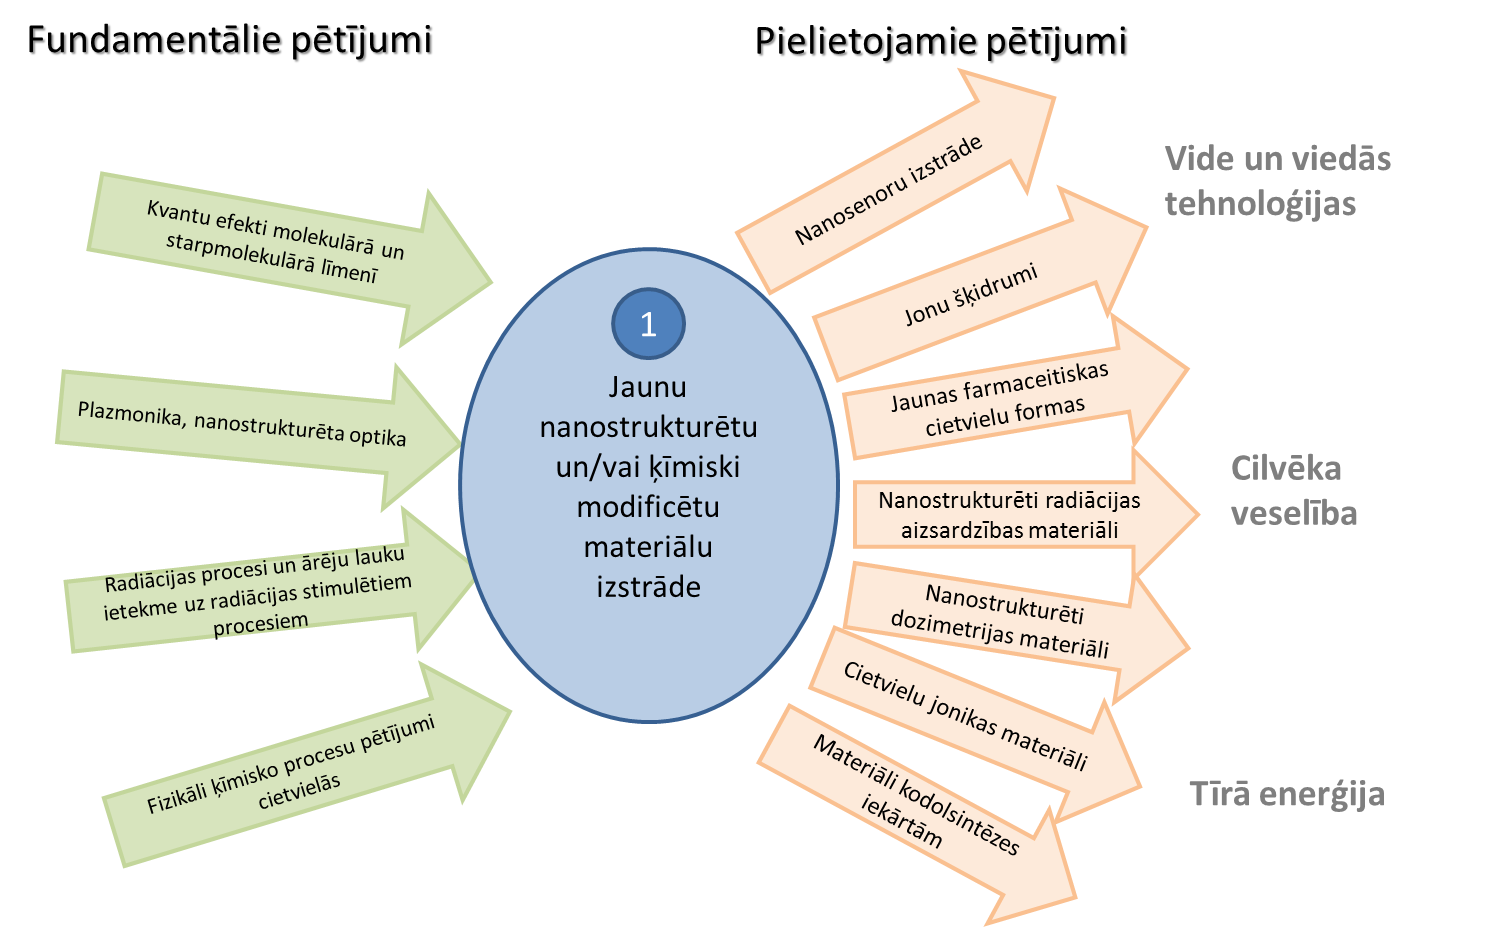 Fundamentālie pētījumi
Pielietojamie pētījumi
Kvantu efekti molekulārā un
starpmolekulārā līmenī
Plazmonika, nanostrukturēta optika
Radiācijas procesi un ārēju lauku
ietekme uz radiācijas stimulētiem
procesiem
Fizikāli ķīmisko procesu pētījumi
cietvielās
1
Jaunu
nanostrukturētu
un/vai ķīmiski
modificētu
materiālu
izstrāde
Nanosenoru izstrāde
Jonu šķidrumi
Jaunas farmaceitiskas
cietvielu formas
Nanostrukturēti radiācijas
aizsardzības materiāli
Nanostrukturēti
dozimetrijas materiāli
Cietvielu jonikas materiāli
Materiāli kodolsintēzes
iekārtām
Vide un viedās
tehnoloģijas
Cilvēka
veselība
Tīrā enerģija